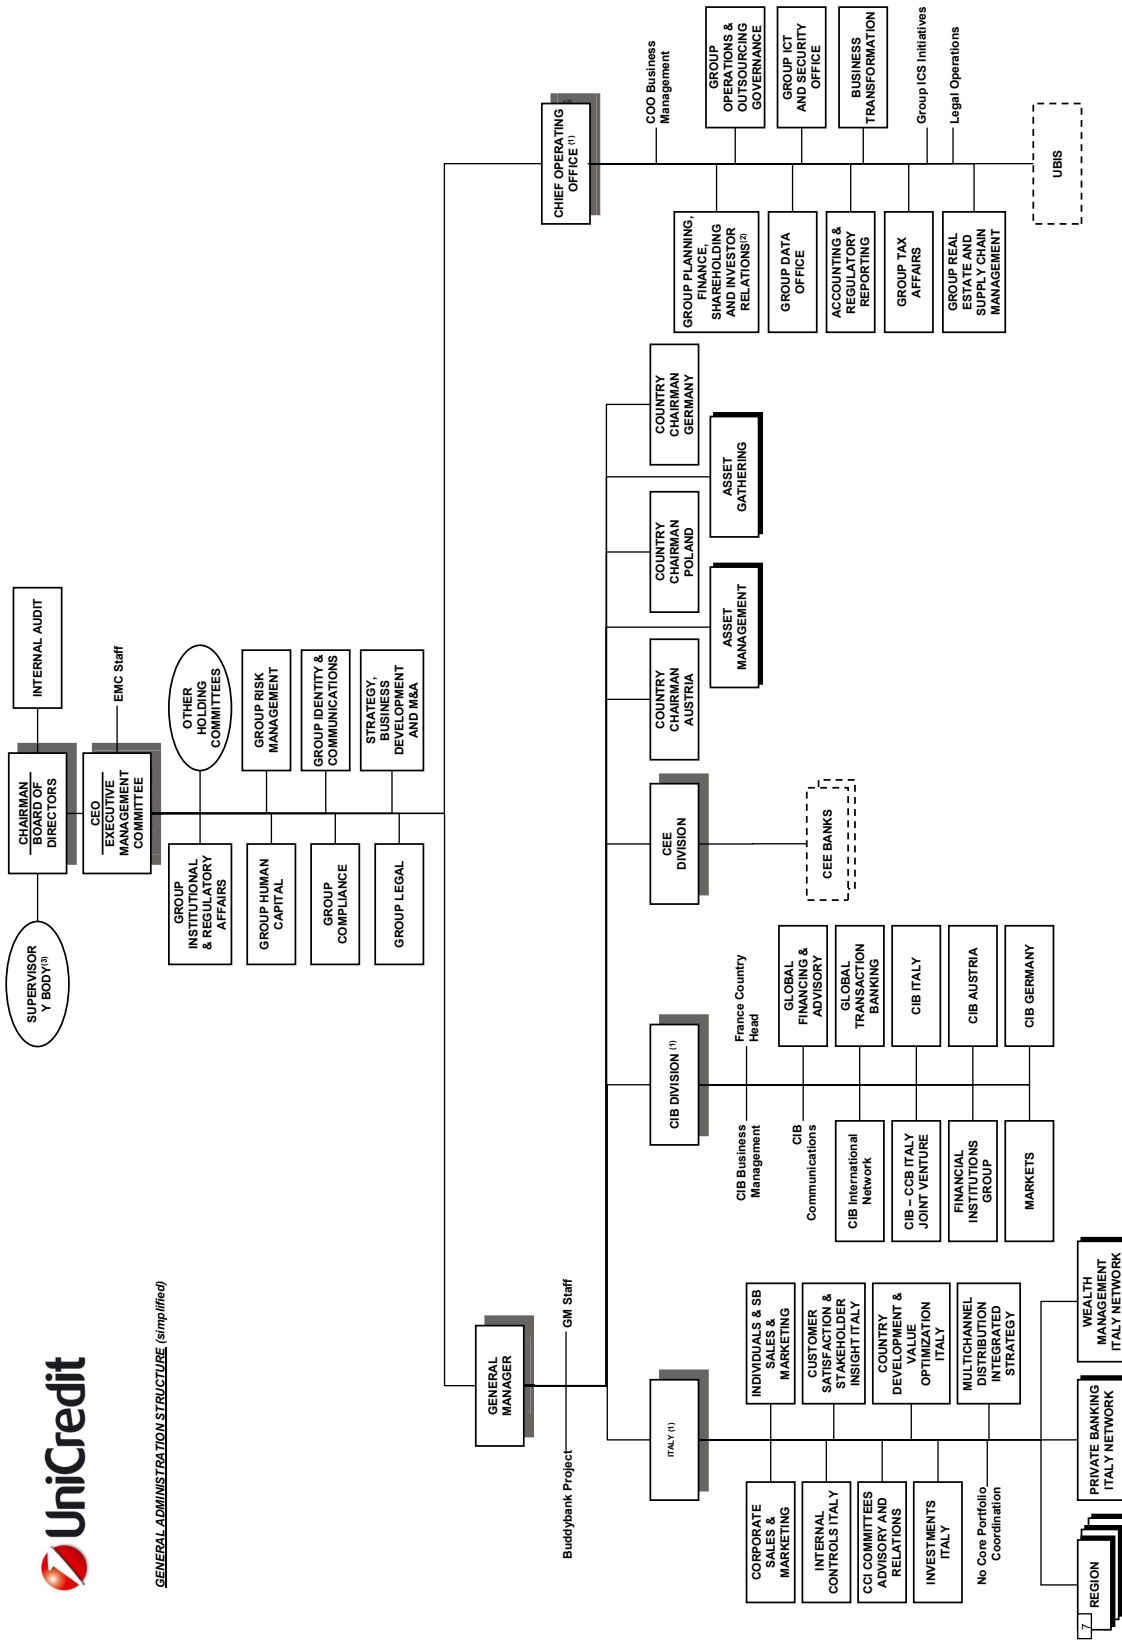 UniCredit
GENERAL ADMINISTRATION STRUCTURE (simplified)
SUPERVISOR
Y BODY(3)
CHAIRMAN
BOARD OF
DIRECTORS
INTERNAL AUDIT
CEO
EXECUTIVE
MANAGEMENT
COMMITTEE
EMC Staff
GROUP
INSTITUTIONAL
& REGULATORY
AFFAIRS
OTHER
HOLDING
COMMITTEES
GROUP HUMAN
CAPITAL
GROUP RISK
MANAGEMENT
GROUP
COMPLIANCE
GROUP IDENTITY &
COMMUNICATIONS
GROUP LEGAL
STRATEGY,
BUSINESS
DEVELOPMENT
AND M&A
GENERAL
MANAGER
Buddybank Project
GM Staff
CHIEF OPERATING
OFFICE (1)
COO Business
Management
GROUP PLANNING,
FINANCE,
SHAREHOLDING
AND INVESTOR
RELATIONS(2)
GROUP
OPERATIONS &
OUTSOURCING
GOVERNANCE
GROUP DATA
OFFICE
GROUP ICT
AND SECURITY
OFFICE
ACCOUNTING &
REGULATORY
REPORTING
BUSINESS
TRANSFORMATION
GROUP TAX
AFFAIRS
Group ICS Initiatives
GROUP REAL
ESTATE AND
SUPPLY CHAIN
MANAGEMENT
Legal Operations
UBIS
ITALY (1)
CORPORATE
SALES &
MARKETING
INDIVIDUALS & SB
SALES &
MARKETING
INTERNAL
CONTROLS ITALY
CUSTOMER
SATISFACTION &
STAKEHOLDER
INSIGHT ITALY
CCI COMMITTEES
ADVISORY AND
RELATIONS
COUNTRY
DEVELOPMENT &
VALUE
OPTIMIZATION
ITALY
INVESTMENTS
ITALY
MULTICHANNEL
DISTRIBUTION
INTEGRATED
STRATEGY
No Core Portfolio
Coordination
7
REGION
PRIVATE BANKING
ITALY NETWORK
WEALTH
MANAGEMENT
ITALY NETWORK
CIB DIVISION (1)
CIB Business
Management
France Country
Head
CIB
Communications
GLOBAL
FINANCING &
ADVISORY
CIB International
Network
GLOBAL
TRANSACTION
BANKING
CIB – CCB ITALY
JOINT VENTURE
CIB ITALY
FINANCIAL
INSTITUTIONS
GROUP
CIB AUSTRIA
MARKETS
CIB GERMANY
CEE
DIVISION
CEE BANKS
COUNTRY
CHAIRMAN
AUSTRIA
COUNTRY
CHAIRMAN
POLAND
COUNTRY
CHAIRMAN
GERMANY
ASSET
MANAGEMENT
ASSET
GATHERING